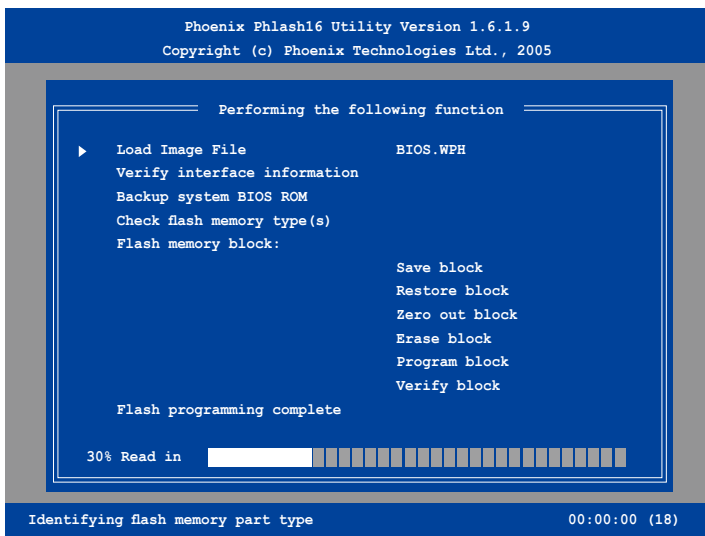 Phoenix Phlash16 Utility Version 1.6.1.9
Copyright (c) Phoenix Technologies Ltd., 2005
Performing the following function
Load Image File BIOS.WPH
Verify interface information
Backup system BIOS ROM
Check flash memory type(s)
Flash memory block:
Save block
Restore block
Zero out block
Erase block
Program block
Verify block
Flash programming complete
30% Read in
Identifying flash memory part type 00:00:00 (18)